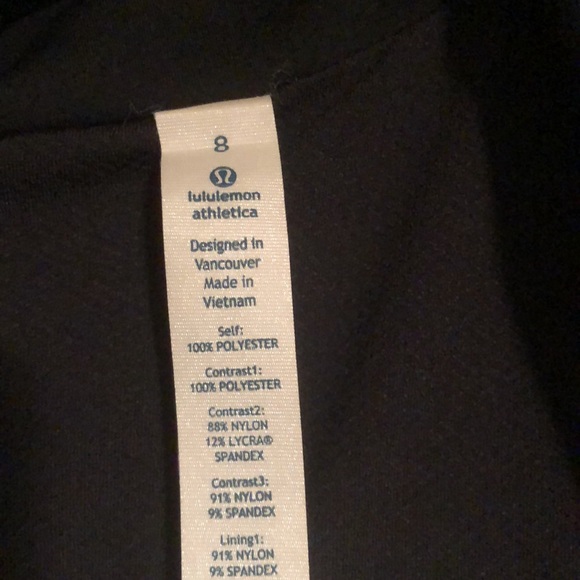 8
lululemon
athletica
Designed in
Vancouver
Made in
Vietnam
Self:
100% POLYESTER
Contrast1:
100% POLYESTER
Contrast2:
88% NYLON
12% LYCRA®
SPANDEX
Contrast3:
91% NYLON
9% SPANDEX
Lining1:
91% NYLON
9% SPANDEX